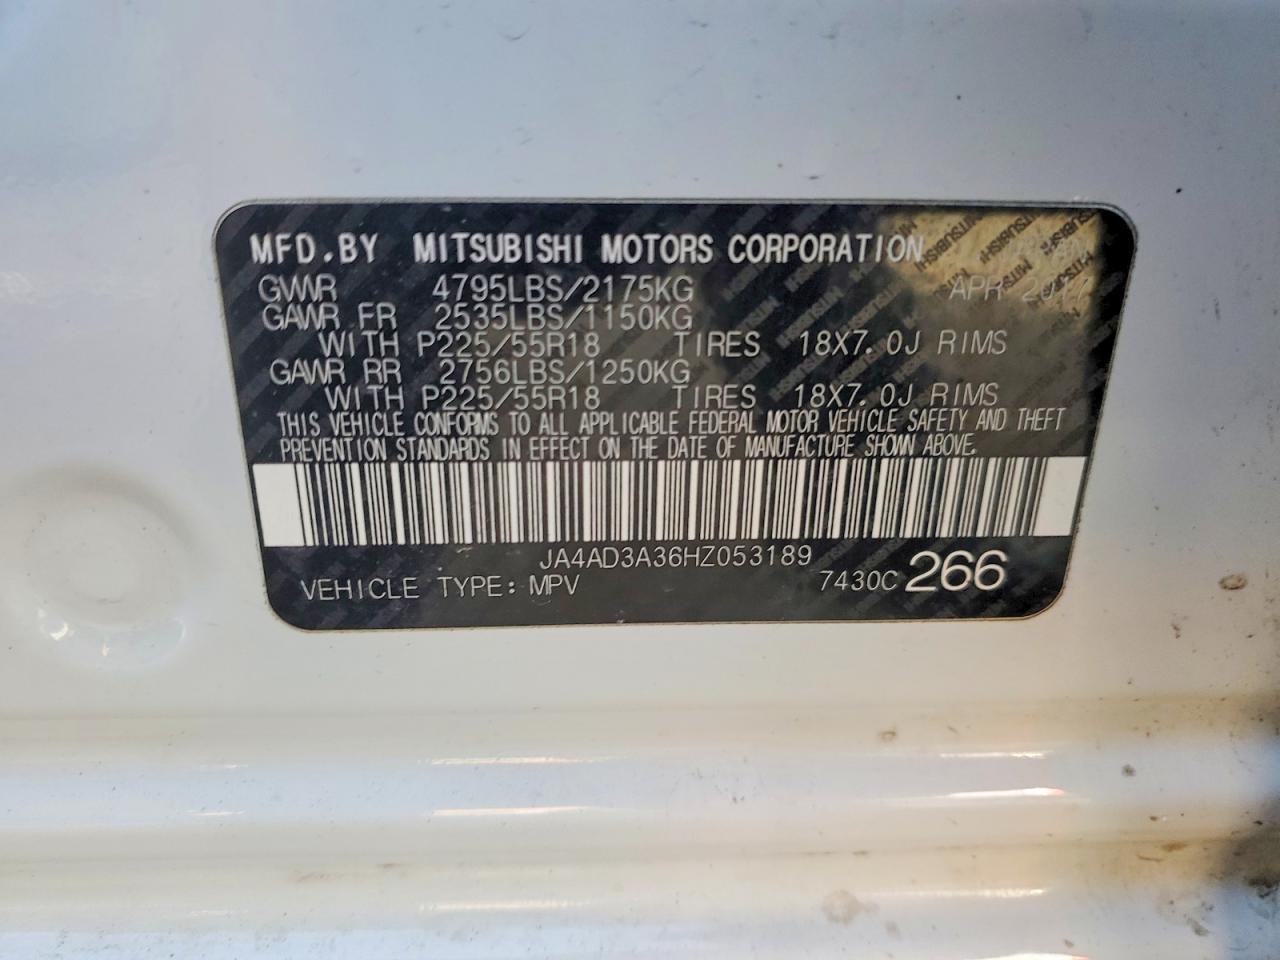 MFD.BY MITSUBISHI MOTORS CORPORATION
GVWR 4795LBS/2175KG APR 2017
GAWR FR 2535LBS/1150KG
WITH P225/55R18 TIRES 18X7.0J RIMS
GAWR RR 2756LBS/1250KG
WITH P225/55R18 TIRES 18X7.0J RIMS
THIS VEHICLE CONFORMS TO ALL APPLICABLE FEDERAL MOTOR VEHICLE SAFETY AND THEFT
PREVENTION STANDARDS IN EFFECT ON THE DATE OF MANUFACTURE SHOWN ABOVE.
JA4AD3A36HZ053189
VEHICLE TYPE: MPV 7430C 266